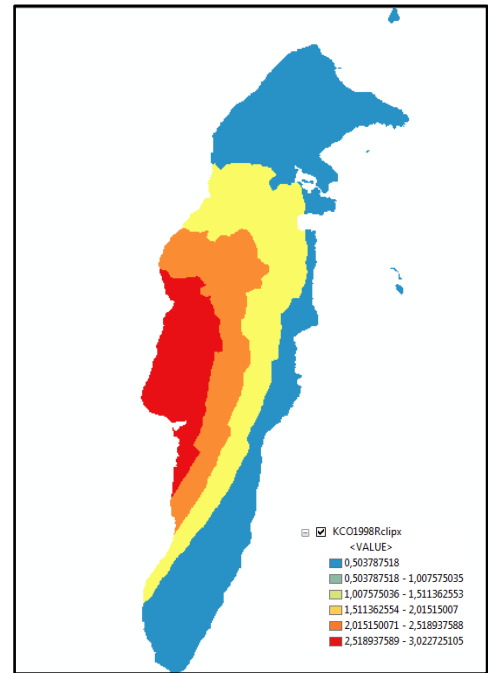 KCO1998Rclipx
<VALUE>
0,503787518
0,503787518 - 1,007575035
1,007575036 - 1,511362553
1,511362554 - 2,01515007
2,015150071 - 2,518937588
2,518937589 - 3,022725105